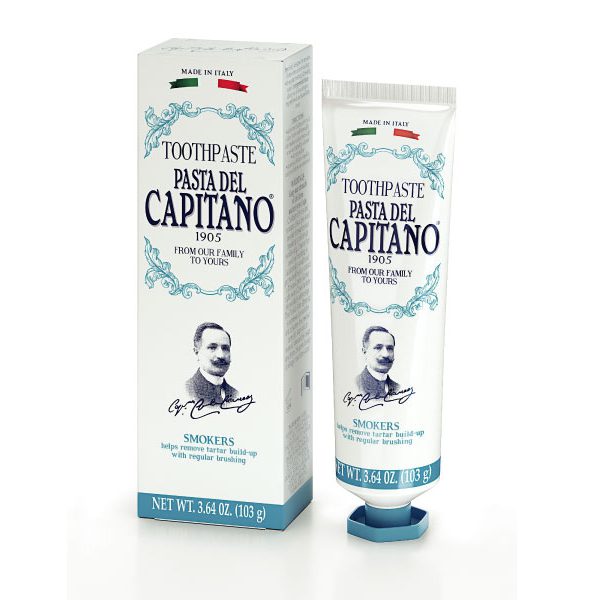 MADE IN ITALY
TOOTHPASTE
PASTA DEL
CAPITANO®
1905
FROM OUR FAMILY
TO YOURS
SMOKERS
helps remove tartar build-up
with regular brushing
NET WT. 3.64 OZ. (103 g)
MADE IN ITALY
TOOTHPASTE
PASTA DEL
CAPITANO®
1905
FROM OUR FAMILY
TO YOURS
SMOKERS
helps remove tartar build-up
with regular brushing
NET WT. 3.64 OZ. (103 g)